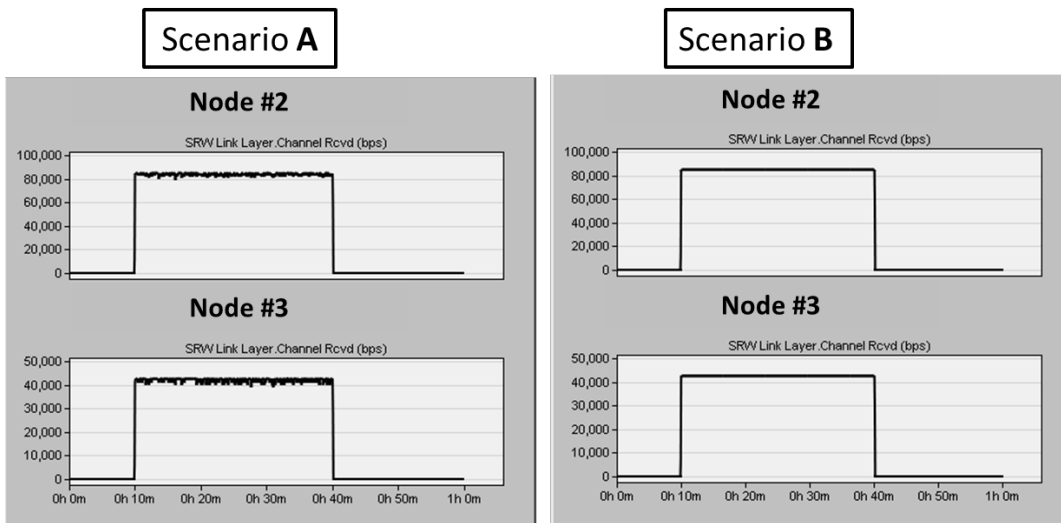 Scenario A
Scenario B
Node #2
SRW Link Layer.Channel Rcvd (bps)
100,000
80,000
60,000
40,000
20,000
0
Node #3
SRW Link Layer.Channel Rcvd (bps)
50,000
40,000
30,000
20,000
10,000
0
0h 0m 0h 10m 0h 20m 0h 30m 0h 40m 0h 50m 1h 0m
Node #2
SRW Link Layer.Channel Rcvd (bps)
100,000
80,000
60,000
40,000
20,000
0
Node #3
SRW Link Layer.Channel Rcvd (bps)
50,000
40,000
30,000
20,000
10,000
0
0h 0m 0h 10m 0h 20m 0h 30m 0h 40m 0h 50m 1h 0m